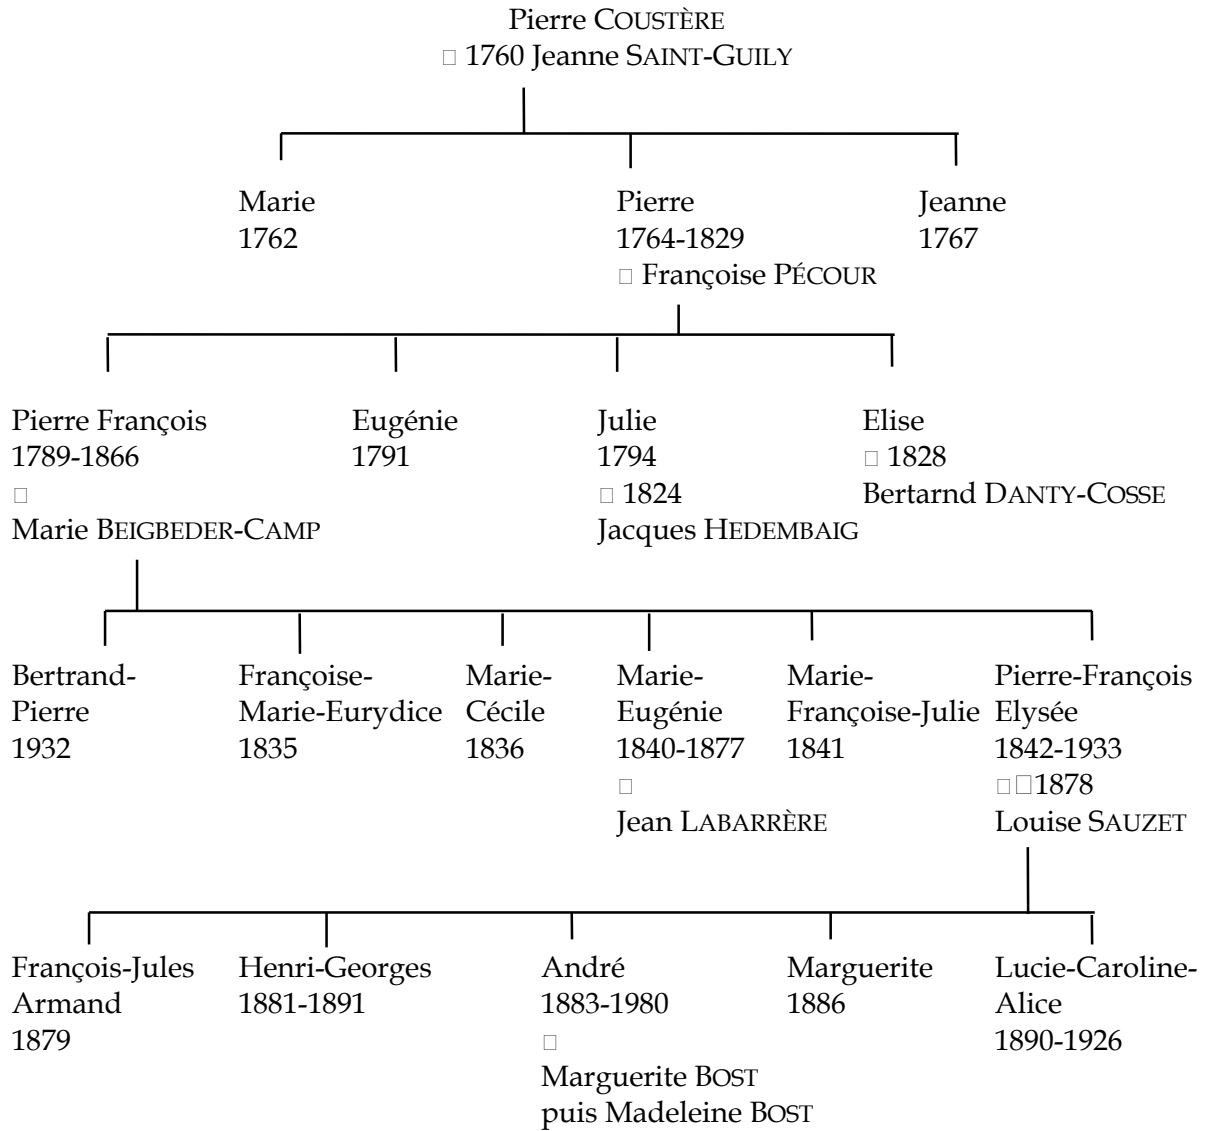 Pierre COUSTÈRE
□ 1760 Jeanne SAINT-GUILY
Marie
1762
Pierre
1764-1829
□ Françoise PÉCOUR
Jeanne
1767
Pierre François
1789-1866
□
Marie BEIGBEDER-CAMP
Eugénie
1791
Julie
1794
□ 1824
Jacques HEDEMBAIG
Elise
□ 1828
Bertarnd DANTY-COSSE
Bertrand-
Pierre
1932
Françoise-
Marie-Eurydice
1835
Marie-
Cécile
1836
Marie-
Eugénie
1840-1877
□
Jean LABARRÈRE
Marie-
Françoise-Julie
1841
Pierre-François
Elysée
1842-1933
□□1878
Louise SAUZET
François-Jules
Armand
1879
Henri-Georges
1881-1891
André
1883-1980
□
Marguerite BOST
puis Madeleine BOST
Marguerite
1886
Lucie-Caroline-
Alice
1890-1926